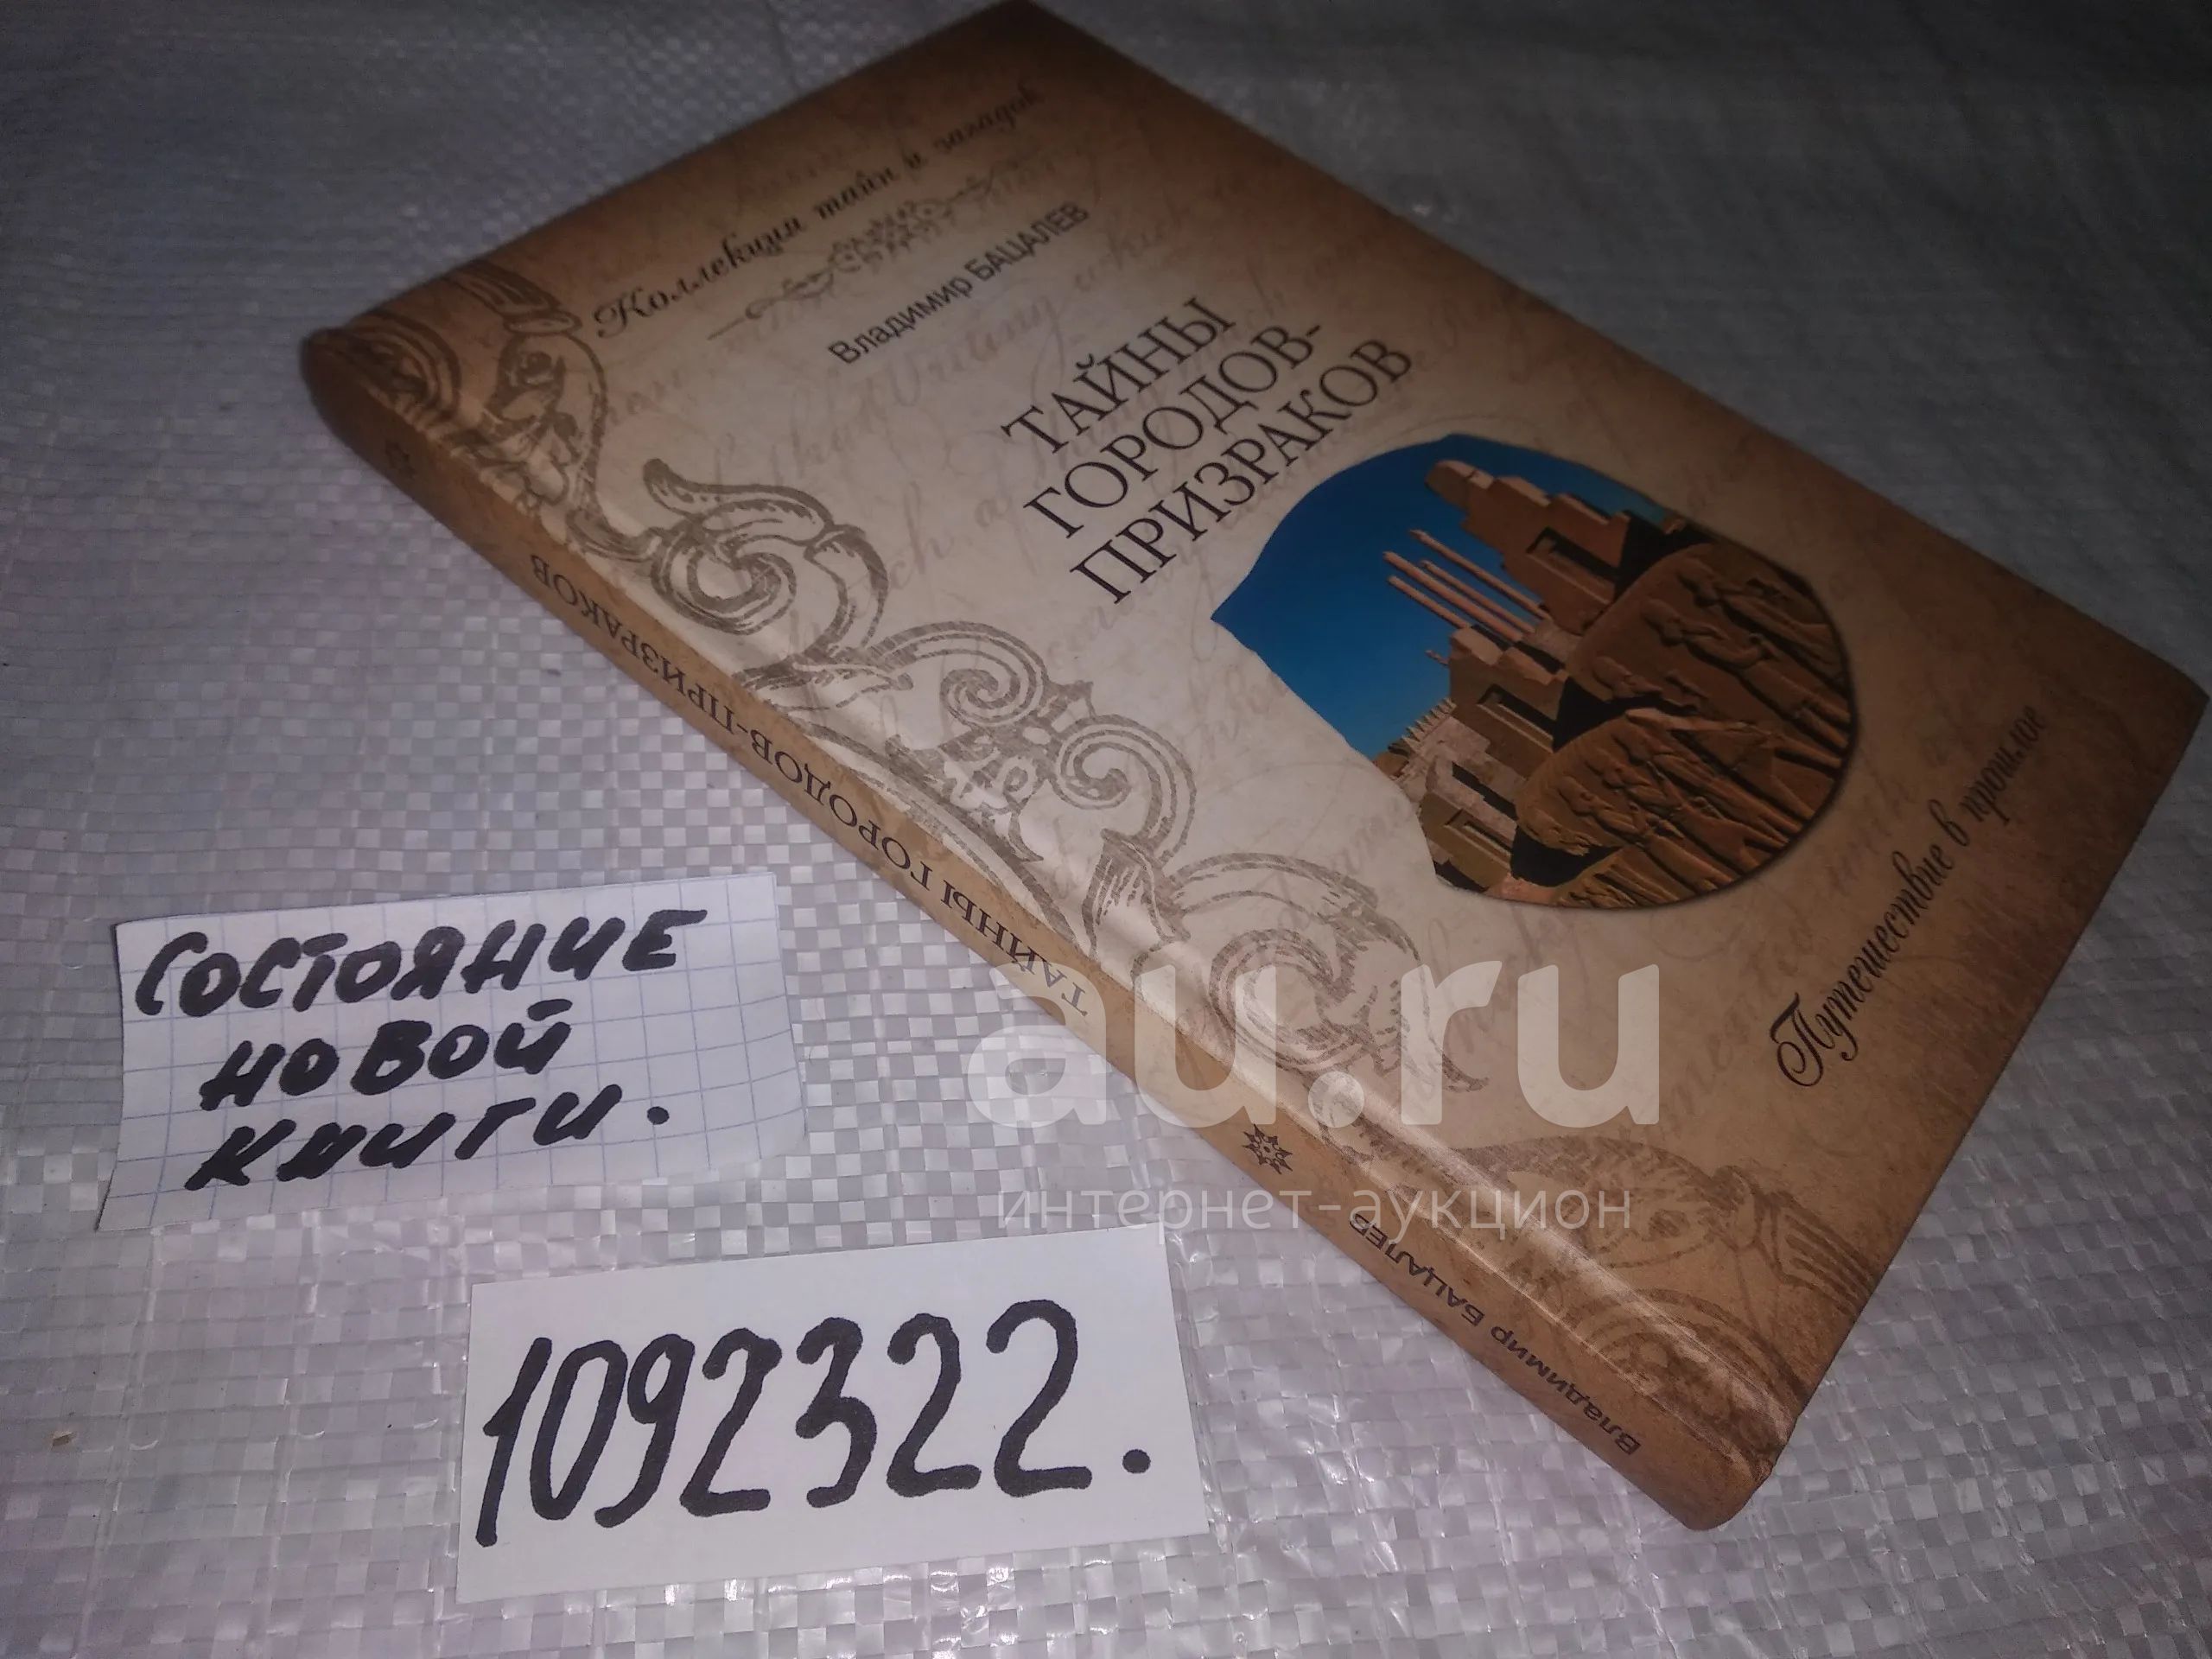 Коллекция тайн и загадок
Владимир БАЦАЛЕВ
ТАЙНЫ
ГОРОДОВ-
ПРИЗРАКОВ
Путешествие в прошлое
ТАЙНЫ ГОРОДОВ-ПРИЗРАКОВ
Владимир БАЦАЛЕВ
СОСТОЯНИЕ
НОВОЙ
КНИГИ.
1092322.
au.ru
интернет-аукцион